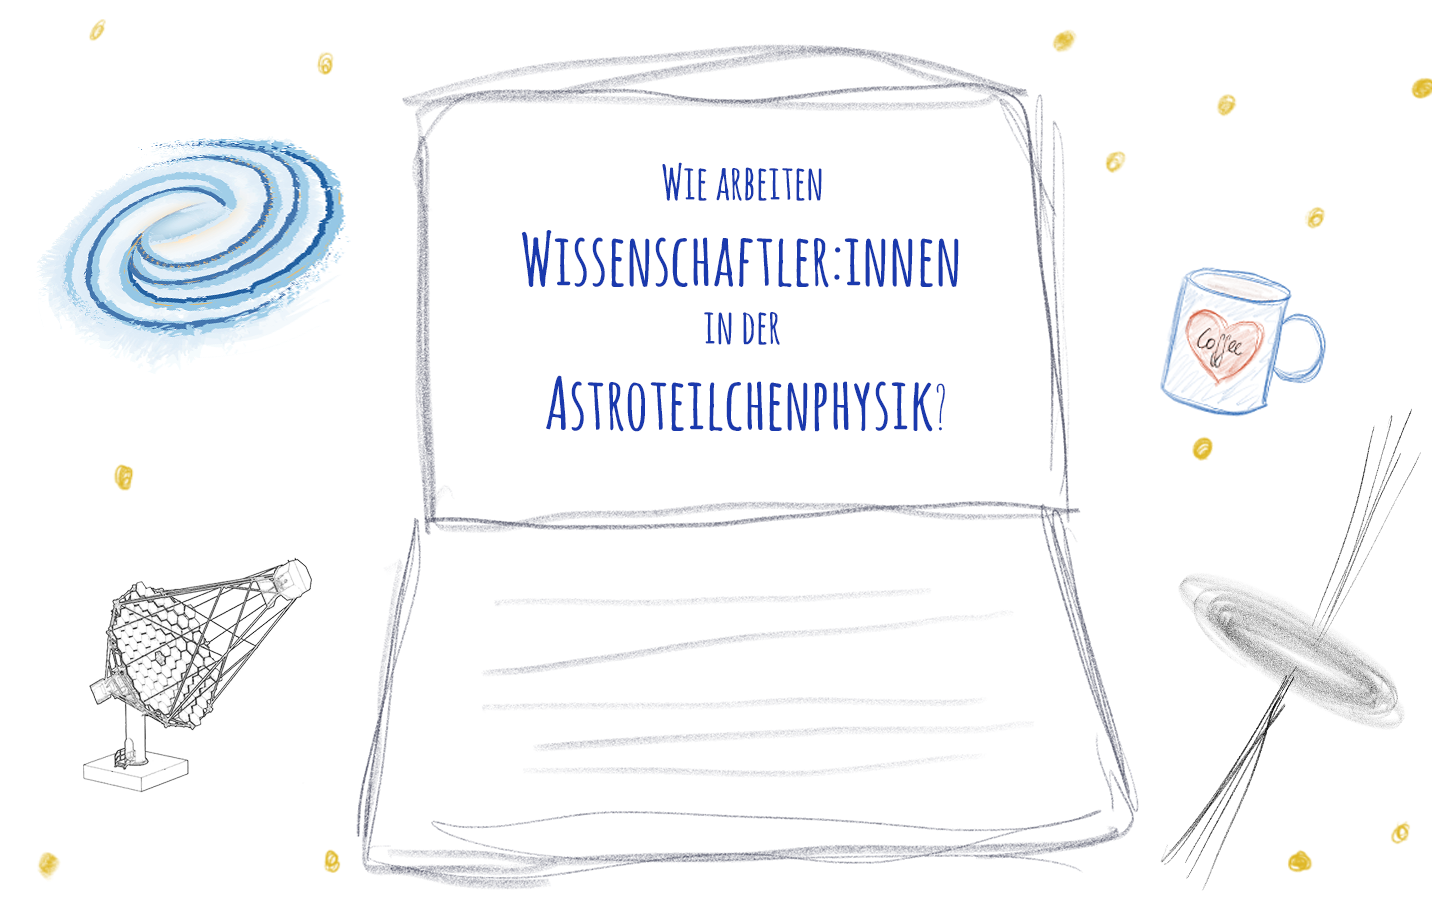 Wie arbeiten
Wissenschaftler:innen
in der
Astroteilchenphysik?
Coffee